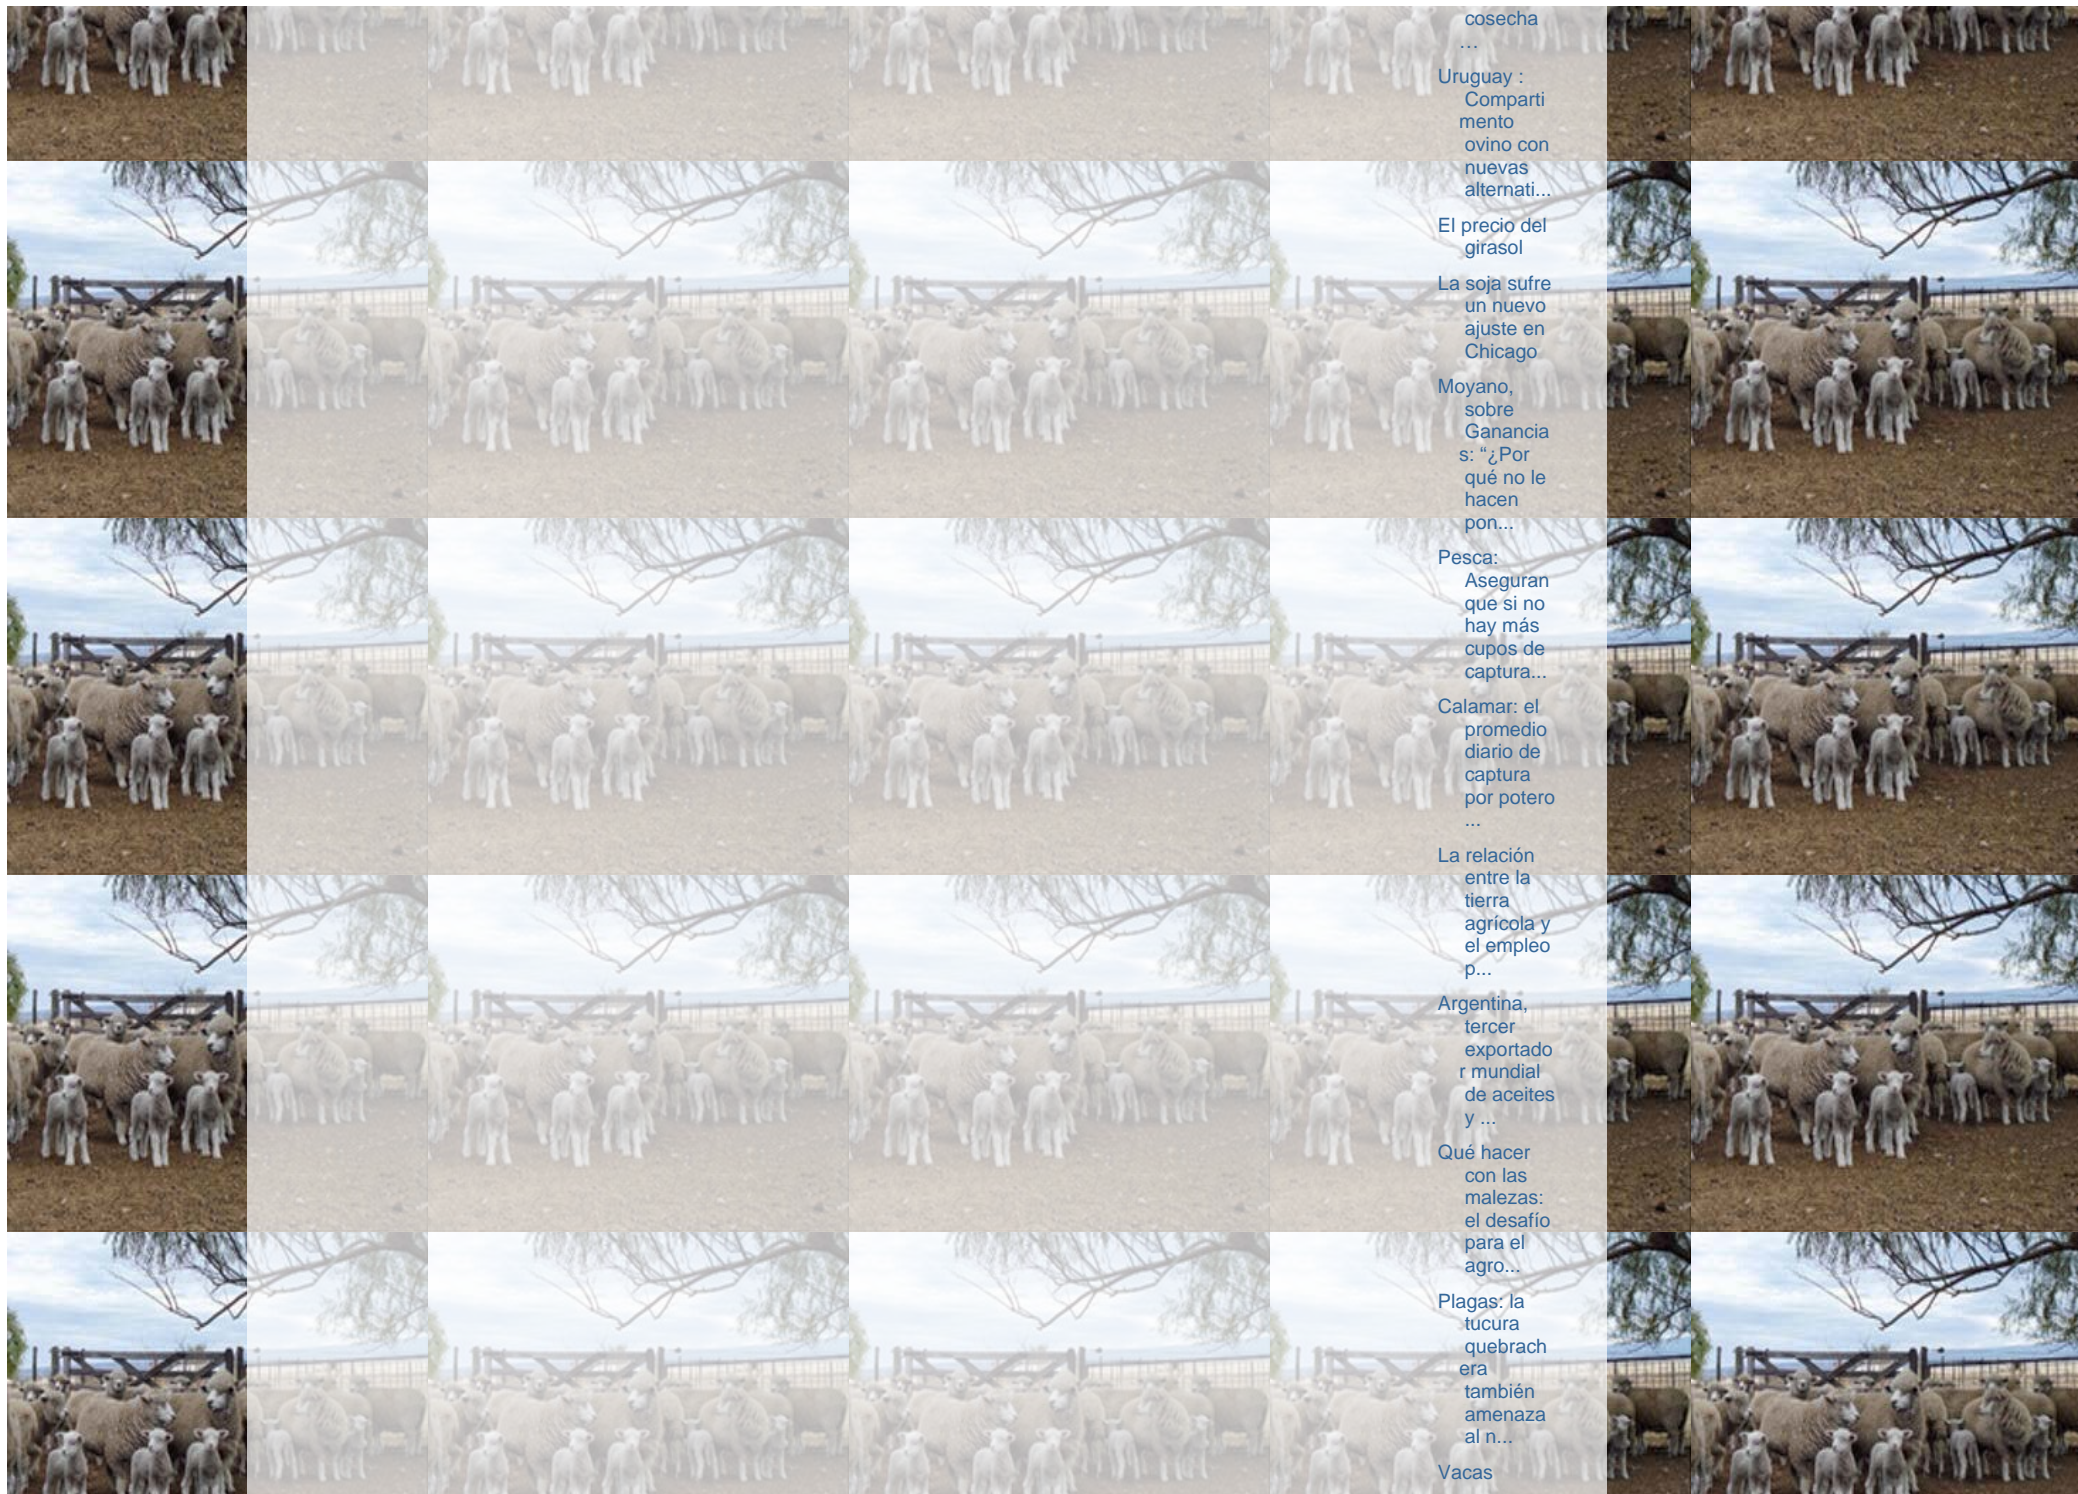 cosecha
…
Uruguay :
Comparti
mento
ovino con
nuevas
alternati...
El precio del
girasol
La soja sufre
un nuevo
ajuste en
Chicago
Moyano,
sobre
Ganancia
s: “¿Por
qué no le
hacen
pon...
Pesca:
Aseguran
que si no
hay más
cupos de
captura...
Calamar: el
promedio
diario de
captura
por potero
...
La relación
entre la
tierra
agrícola y
el empleo
p...
Argentina,
tercer
exportado
r mundial
de aceites
y ...
Qué hacer
con las
malezas:
el desafío
para el
agro...
Plagas: la
tucura
quebrach
era
también
amenaza
al n...
Vacas